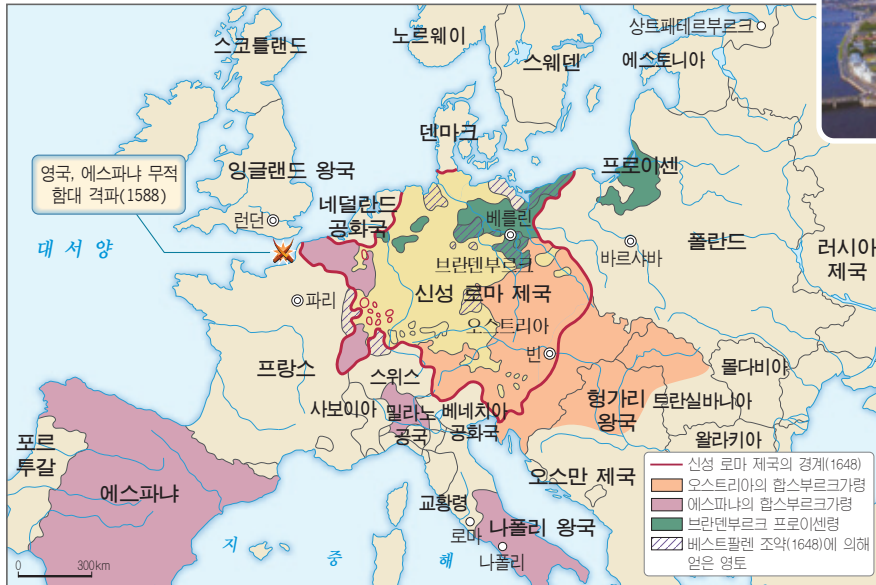 스코틀랜드
노르웨이
스웨덴
상트페테르부르크
에스토니아
덴마크
영국, 에스파냐 무적
함대 격파(1588)
잉글랜드 왕국
런던
네덜란드
공화국
프로이센
베를린
대서양
바르샤바
폴란드
러시아
제국
브란덴부르크
파리
신성 로마 제국
오스트리아
빈
프랑스
스위스
몰다비아
사보이아
밀라노
공국
베네치아
공화국
헝가리
왕국
트란실바니아
왈라키아
포르
투갈
에스파냐
오스만 제국
교황령
로마
나폴리 왕국
나폴리
지중해
0 300km
신성 로마 제국의 경계(1648)
오스트리아의 합스부르크가령
에스파냐의 합스부르크가령
브란덴부르크 프로이센령
베스트팔렌 조약(1648)에 의해
얻은 영토